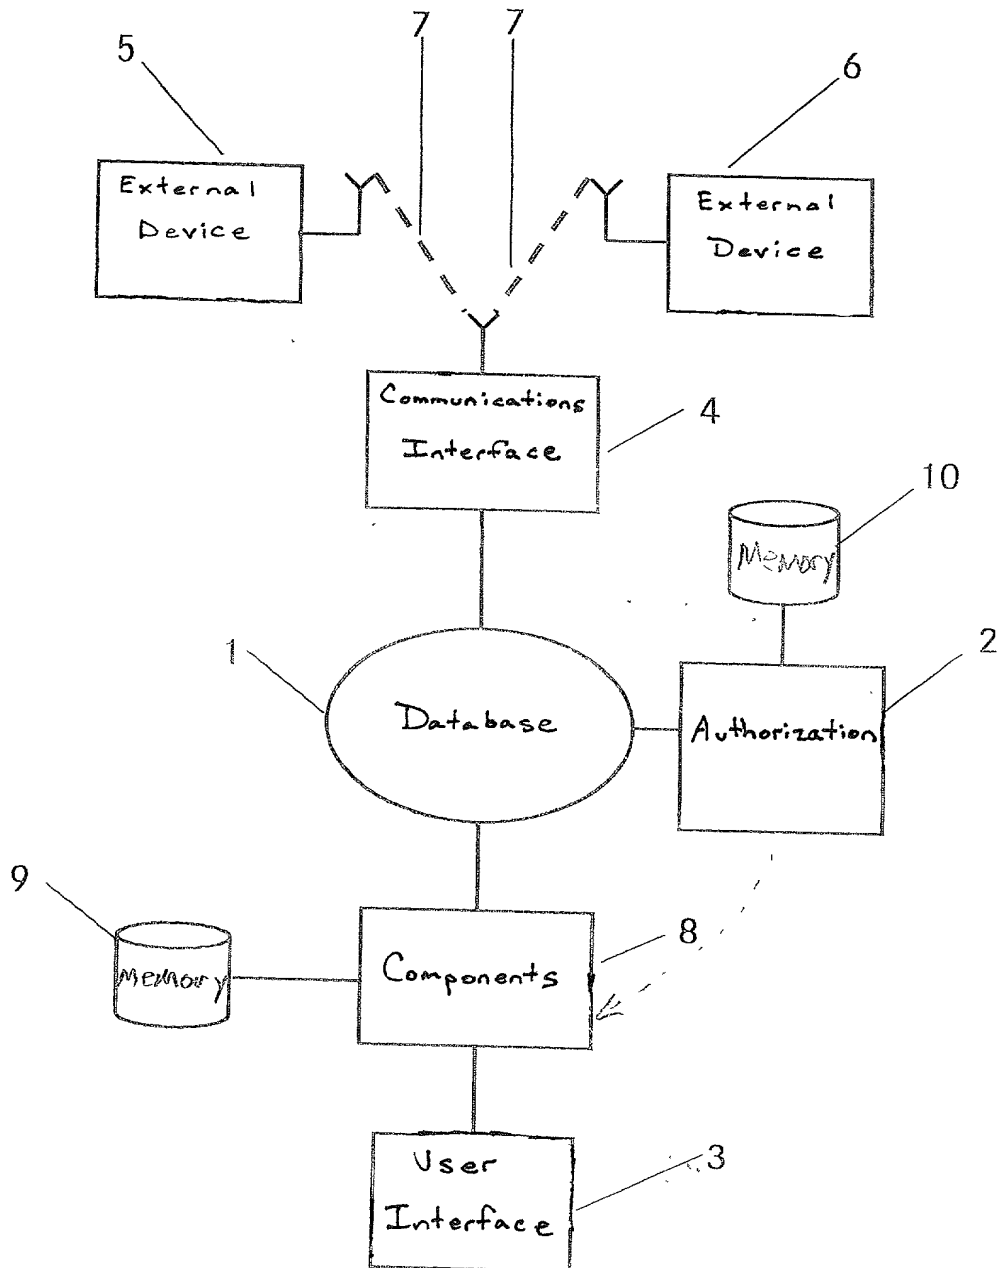 7
7
5
6
External
Device
External
Device
Communications
Interface
4
10
Memory
1
2
Database
Authorization
9
8
Memory
Components
3
User
Interface